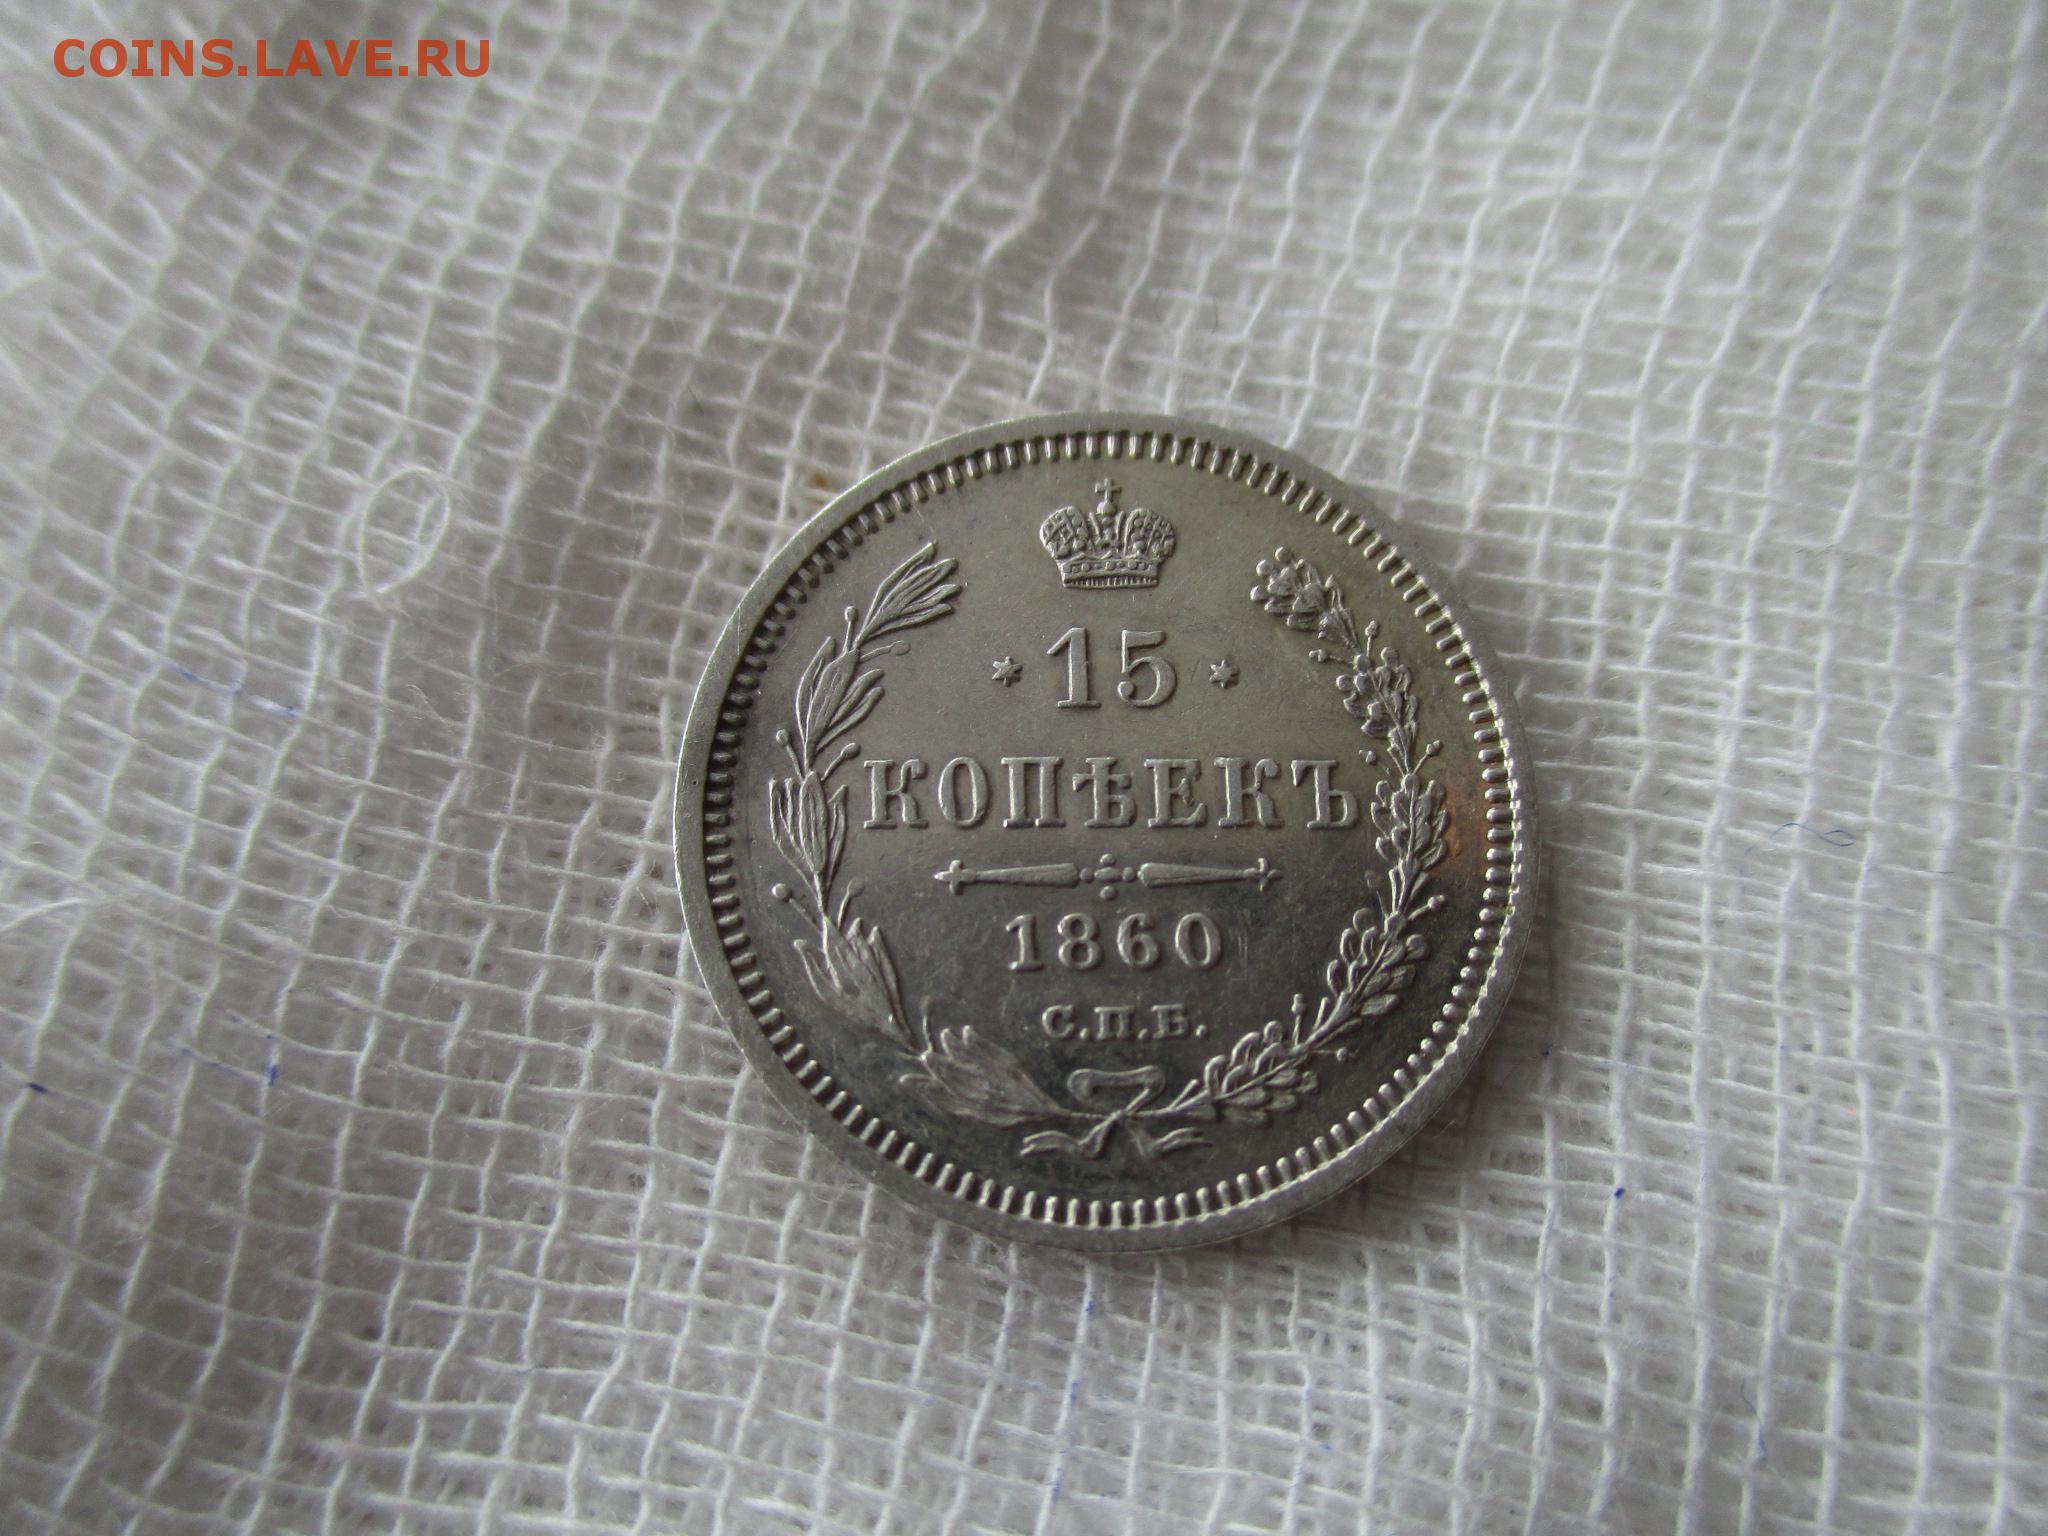 COINS.LAVE.RU
* 15 *
КОПѢЕКЪ
1860
С.П.Б.